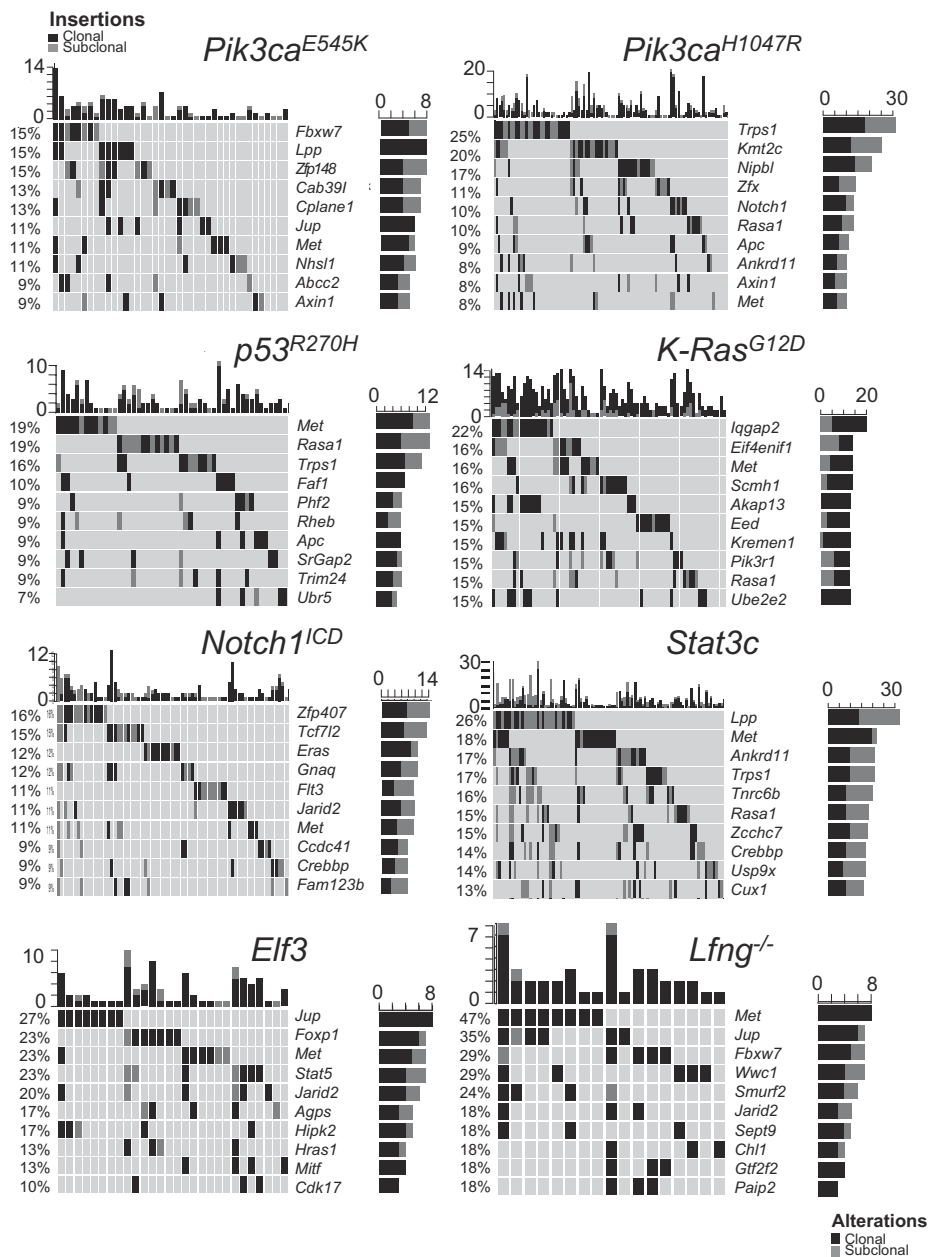 Insertions
Clonal
Subclonal
Pik3ca^E545K
14
0
0 8
15% Fbxw7
15% Lpp
15% Zfp148
13% Cab39l
13% Cplane1
11% Jup
11% Met
11% Nhsl1
9% Abcc2
9% Axin1
Pik3ca^H1047R
20
0
0 30
25% Trps1
20% Kmt2c
17% Nipbl
11% Zfx
10% Notch1
10% Rasa1
9% Apc
8% Ankrd11
8% Axin1
8% Met
p53^R270H
10
0
0 12
19% Met
19% Rasa1
16% Trps1
10% Faf1
9% Phf2
9% Rheb
9% Apc
9% SrGap2
9% Trim24
7% Ubr5
K-Ras^G12D
14
0
0 20
22% Iqgap2
16% Eif4enif1
16% Met
16% Scmh1
15% Akap13
15% Eed
15% Kremen1
15% Pik3r1
15% Rasa1
15% Ube2e2
Notch1^ICD
12
0
0 14
16% Zfp407
15% Tcf7l2
12% Eras
12% Gnaq
11% Flt3
11% Jarid2
11% Met
9% Ccdc41
9% Crebbp
9% Fam123b
Stat3c
30
0
0 30
26% Lpp
18% Met
17% Ankrd11
17% Trps1
16% Tnrc6b
15% Rasa1
15% Zcchc7
14% Crebbp
14% Usp9x
13% Cux1
Elf3
10
0
0 8
27% Jup
23% Foxp1
23% Met
23% Stat5
20% Jarid2
17% Agps
17% Hipk2
13% Hras1
13% Mitf
10% Cdk17
Lfng^-/-
7
0
0 8
47% Met
35% Jup
29% Fbxw7
29% Wwc1
24% Smurf2
18% Jarid2
18% Sept9
18% Chl1
18% Gtf2f2
18% Paip2
Alterations
Clonal
Subclonal